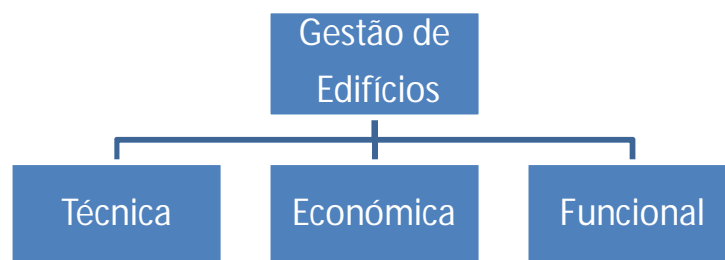 Gestão de
Edifícios
Técnica
Económica
Funcional